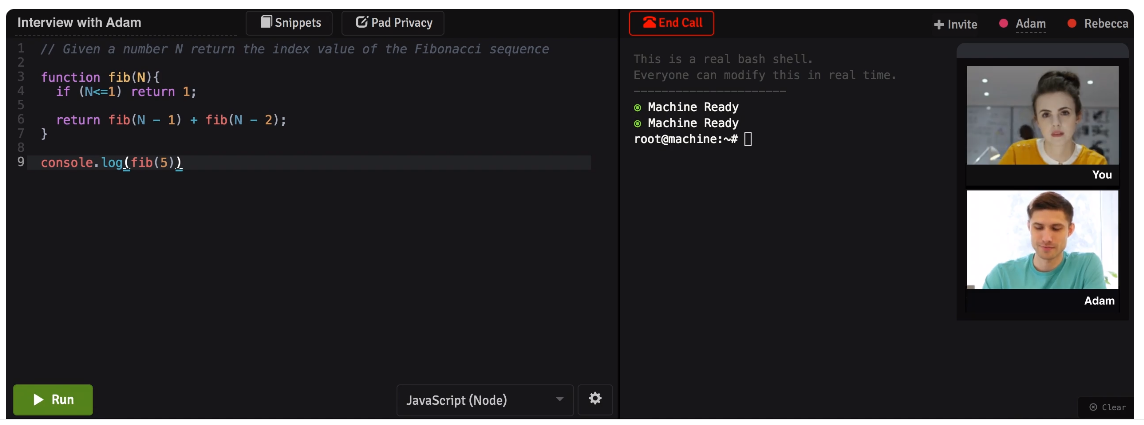 Interview with Adam
Snippets
Pad Privacy
End Call
Invite
Adam
Rebecca
1 // Given a number N return the index value of the Fibonacci sequence
2
3 function fib(N){
4 if (N<=1) return 1;
5
6 return fib(N - 1) + fib(N - 2);
7 }
8
9 console.log(fib(5))
This is a real bash shell.
Everyone can modify this in real time.
----------------------
Machine Ready
Machine Ready
root@machine:~#
You
Adam
Run
JavaScript (Node)
Clear